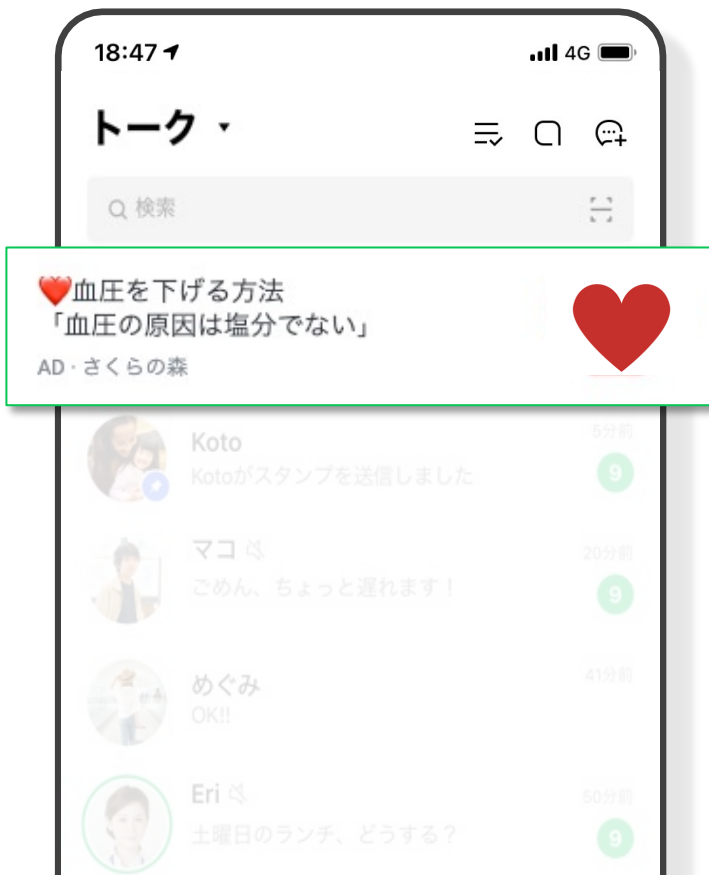 18:47
4G
トーク
検索
❤️血圧を下げる方法
「血圧の原因は塩分でない」
AD · さくらの森
Koto
5分前
Kotoがスタンプを送信しました
9
マコ
20分前
ごめん、ちょっと遅れます！
9
めぐみ
41分前
OK!!
Eri
50分前
土曜日のランチ、どうする？
9